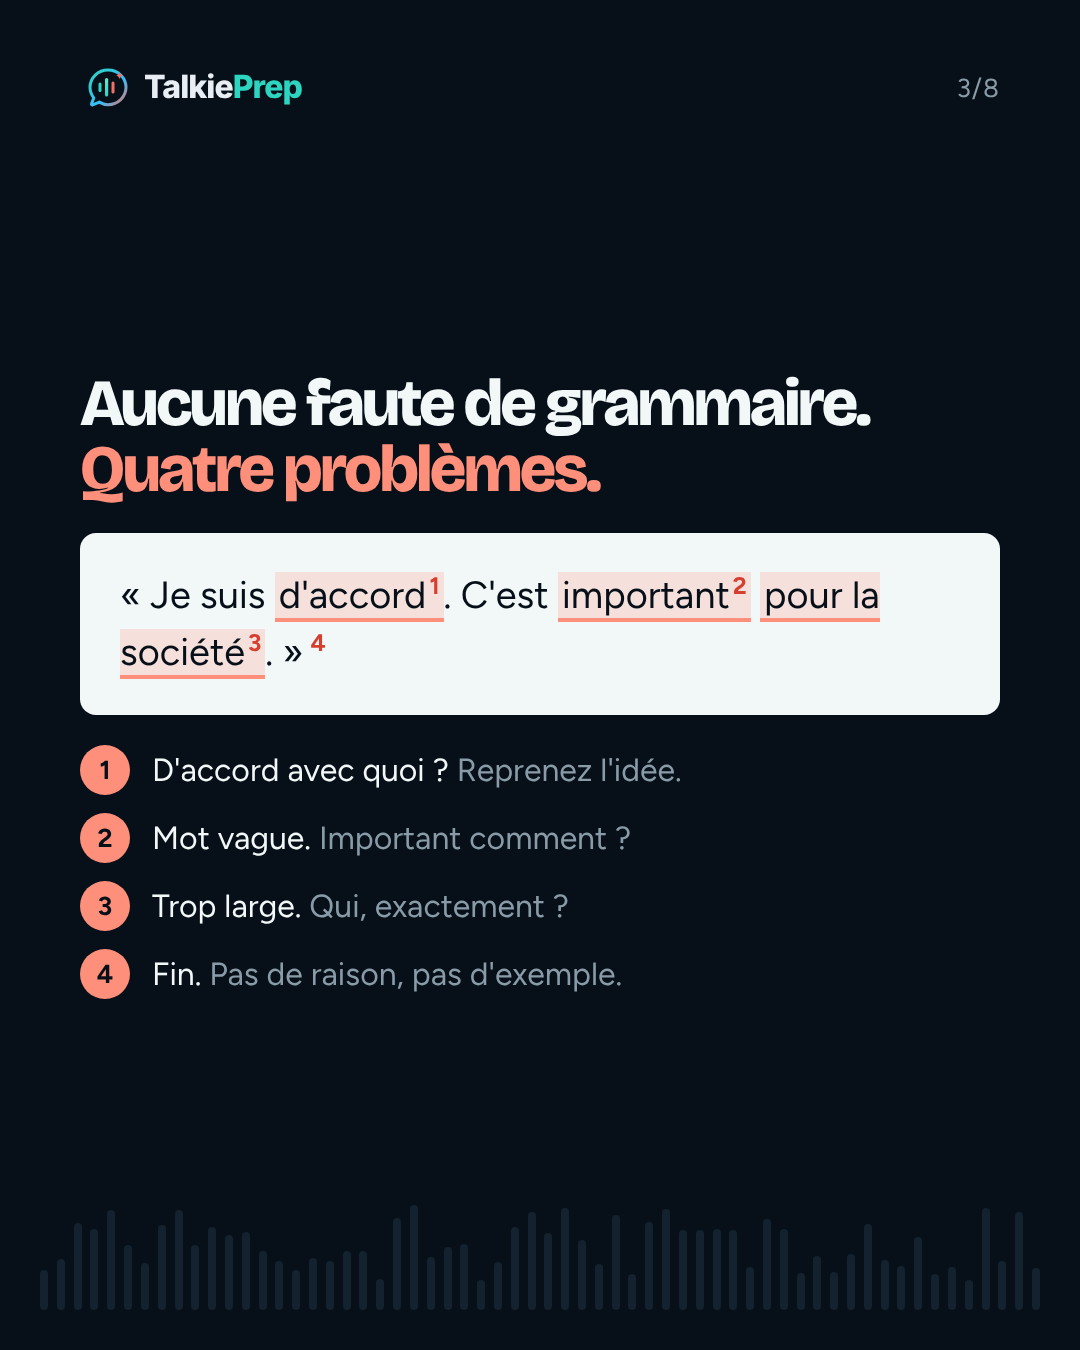 TalkiePrep
3/8
Aucune faute de grammaire.
Quatre problèmes.
« Je suis d'accord1. C'est important2 pour la
société3. » 4
1 D'accord avec quoi ? Reprenez l'idée.
2 Mot vague. Important comment ?
3 Trop large. Qui, exactement ?
4 Fin. Pas de raison, pas d'exemple.